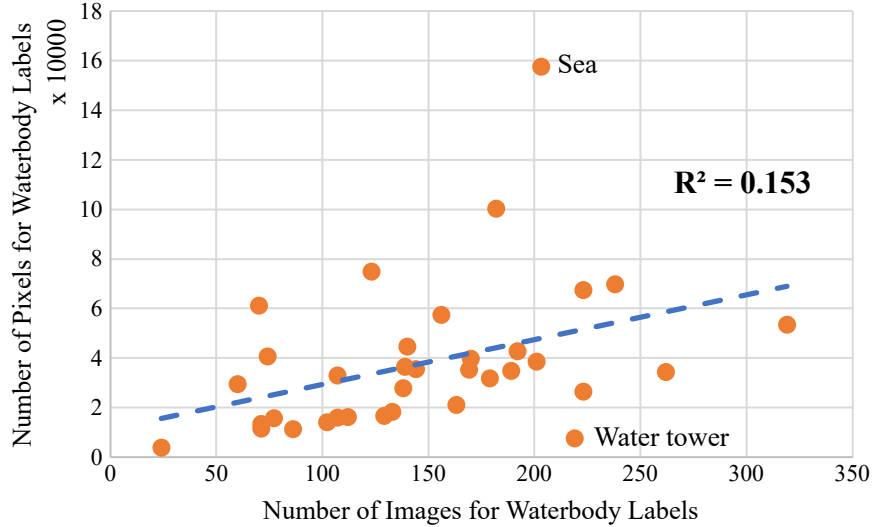 Number of Pixels for Waterbody Labels
x 10000
18
16
14
12
10
8
6
4
2
0
Sea
R² = 0.153
Water tower
0 50 100 150 200 250 300 350
Number of Images for Waterbody Labels